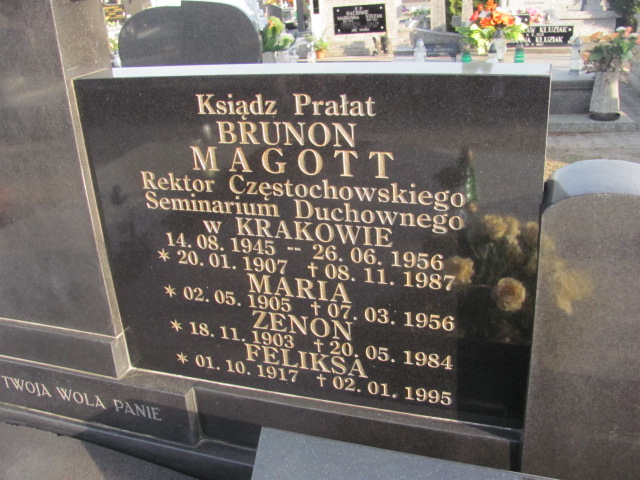 Ksiądz Prałat
BRUNON
MAGOTT
Rektor Częstochowskiego
Seminarium Duchownego
w KRAKOWIE
14.08.1945 -- 26.06.1956
* 20.01.1907 † 08.11.1987
MARIA
* 02.05.1905 † 07.03.1956
ZENON
* 18.11.1903 † 20.05.1984
FELIKSA
* 01.10.1917 † 02.01.1995
TWOJA WOLA PANIE
KLUZIAK
KLUZIAK